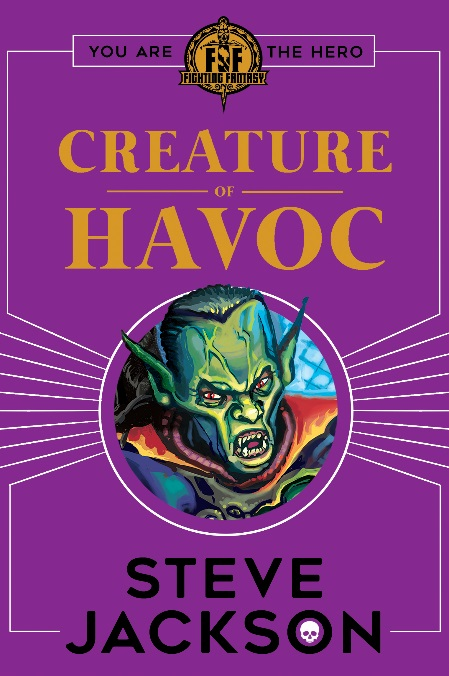 YOU ARE THE HERO
FF
FIGHTING FANTASY
CREATURE
OF
HAVOC
STEVE
JACKSON